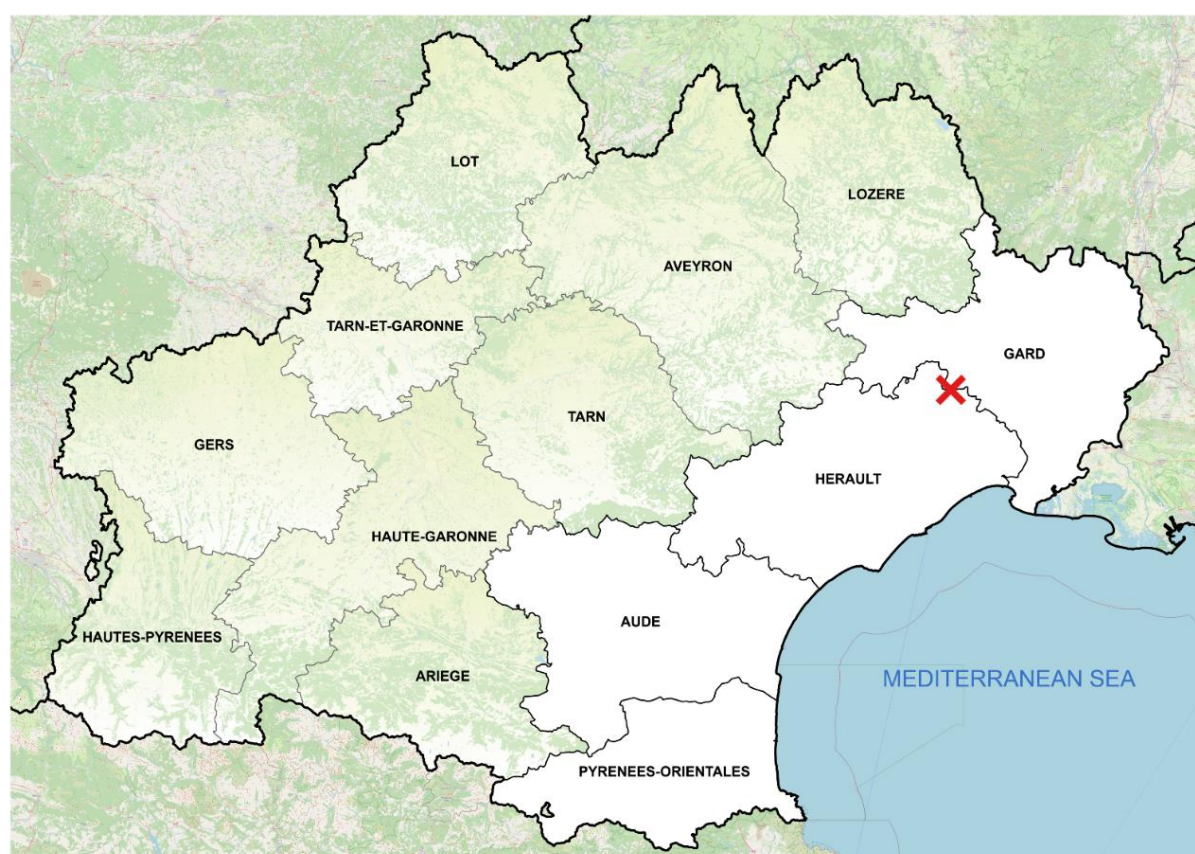 LOT
LOZERE
AVEYRON
TARN-ET-GARONNE
GARD
TARN
GERS
HERAULT
HAUTE-GARONNE
AUDE
HAUTES-PYRENEES
ARIEGE
MEDITERRANEAN SEA
PYRENEES-ORIENTALES